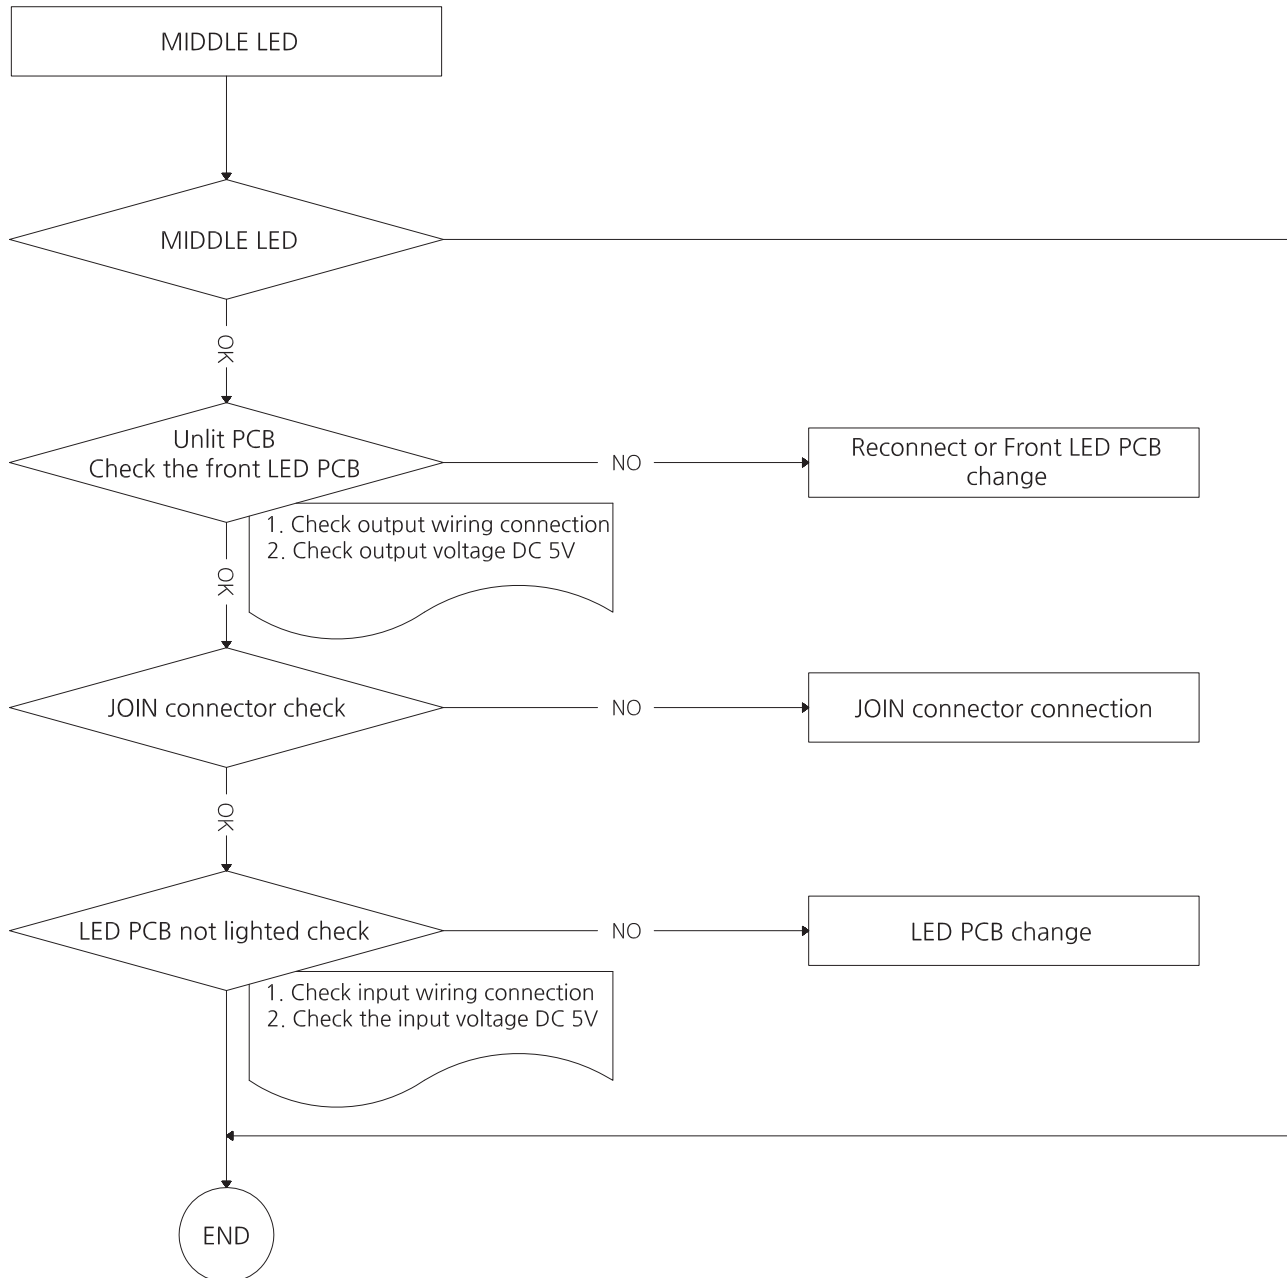 MIDDLE LED
MIDDLE LED
OK
Unlit PCB
Check the front LED PCB
NO
Reconnect or Front LED PCB
change
1. Check output wiring connection
2. Check output voltage DC 5V
OK
JOIN connector check
NO
JOIN connector connection
OK
LED PCB not lighted check
NO
LED PCB change
1. Check input wiring connection
2. Check the input voltage DC 5V
END